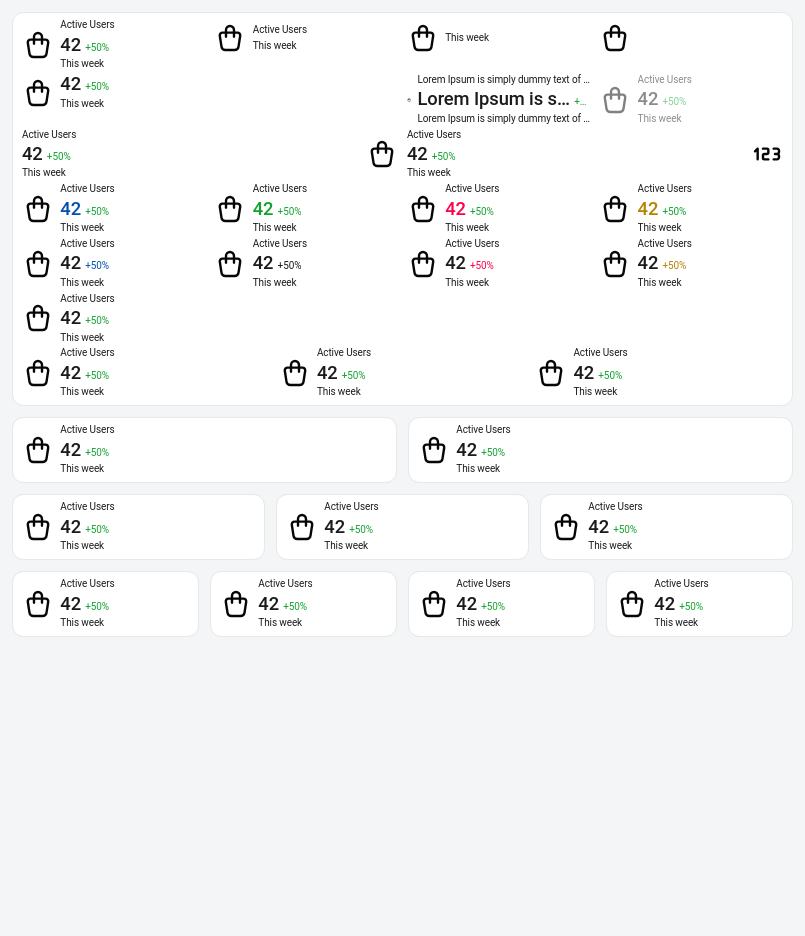 Active Users
42 +50%
This week
Active Users
This week
This week
42 +50%
This week
Lorem Ipsum is simply dummy text of ...
Lorem Ipsum is s... +...
Lorem Ipsum is simply dummy text of ...
Active Users
42 +50%
This week
Active Users
42 +50%
This week
Active Users
42 +50%
This week
123
Active Users
42 +50%
This week
Active Users
42 +50%
This week
Active Users
42 +50%
This week
Active Users
42 +50%
This week
Active Users
42 +50%
This week
Active Users
42 +50%
This week
Active Users
42 +50%
This week
Active Users
42 +50%
This week
Active Users
42 +50%
This week
Active Users
42 +50%
This week
Active Users
42 +50%
This week
Active Users
42 +50%
This week
Active Users
42 +50%
This week
Active Users
42 +50%
This week
Active Users
42 +50%
This week
Active Users
42 +50%
This week
Active Users
42 +50%
This week
Active Users
42 +50%
This week
Active Users
42 +50%
This week
Active Users
42 +50%
This week
Active Users
42 +50%
This week